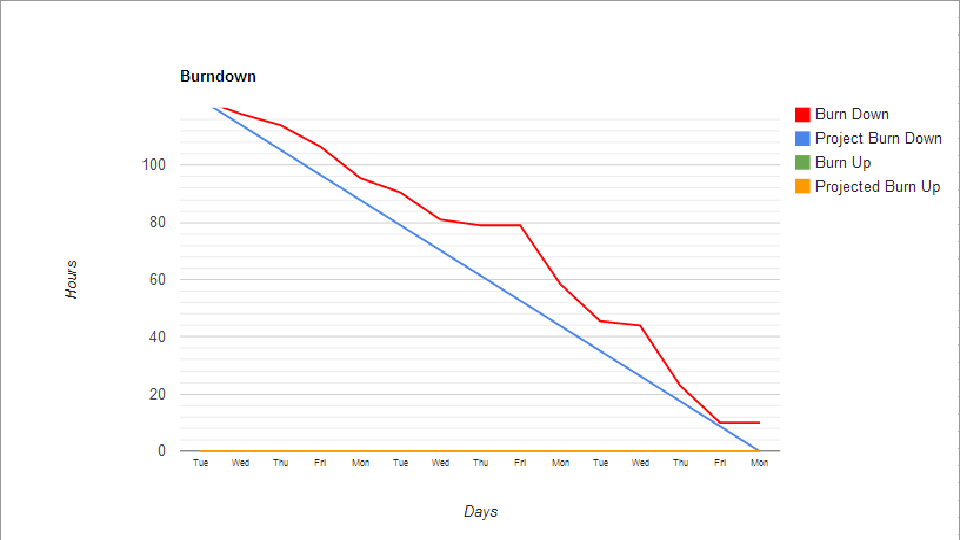 Burndown
Burn Down
Project Burn Down
Burn Up
Projected Burn Up
100
80
60
40
20
0
Hours
Tue Wed Thu Fri Mon Tue Wed Thu Fri Mon Tue Wed Thu Fri Mon
Days